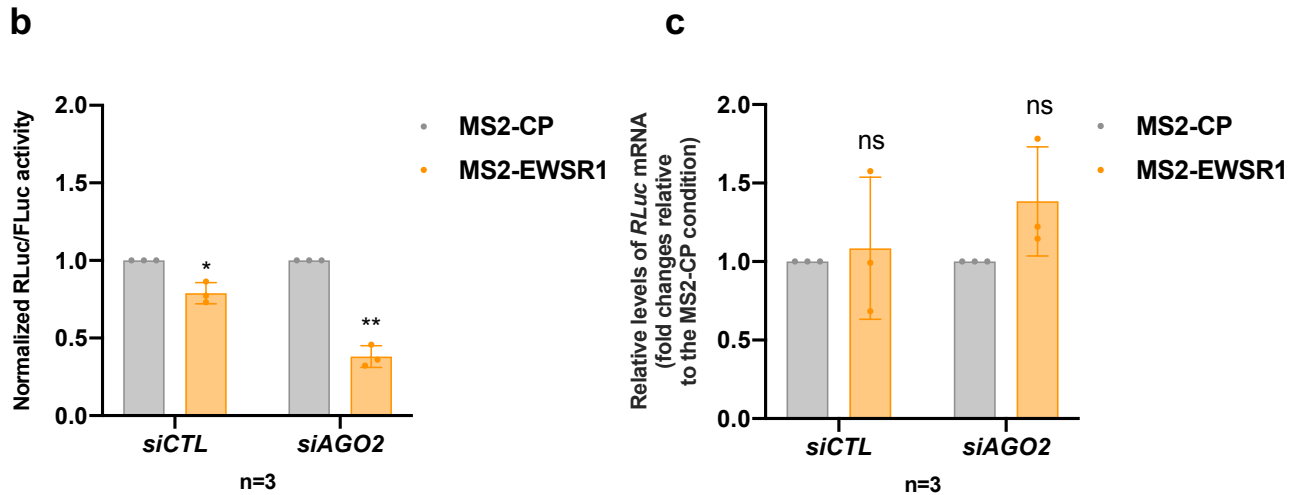 b
Normalized RLuc/FLuc activity
2.0
1.5
1.0
0.5
0.0
*
**
MS2-CP
MS2-EWSR1
siCTL
siAGO2
n=3
c
Relative levels of RLuc mRNA
(fold changes relative
to the MS2-CP condition)
2.0
1.5
1.0
0.5
0.0
ns
ns
MS2-CP
MS2-EWSR1
siCTL
siAGO2
n=3